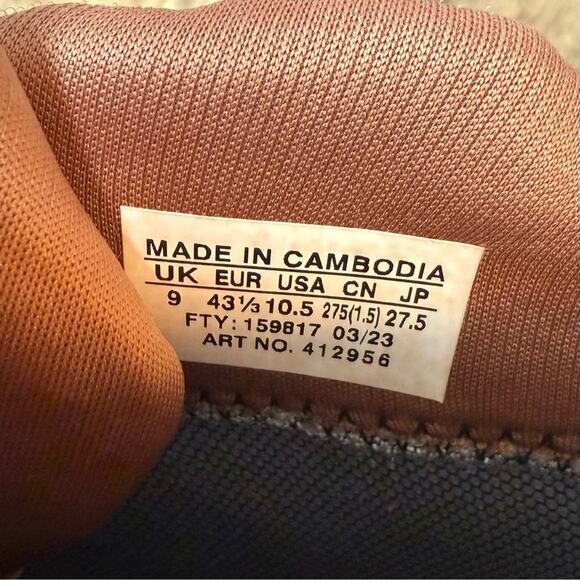 MADE IN CAMBODIA
UK EUR USA CN JP
9 43⅓ 10.5 275(1.5) 27.5
FTY: 159817 03/23
ART NO. 412956